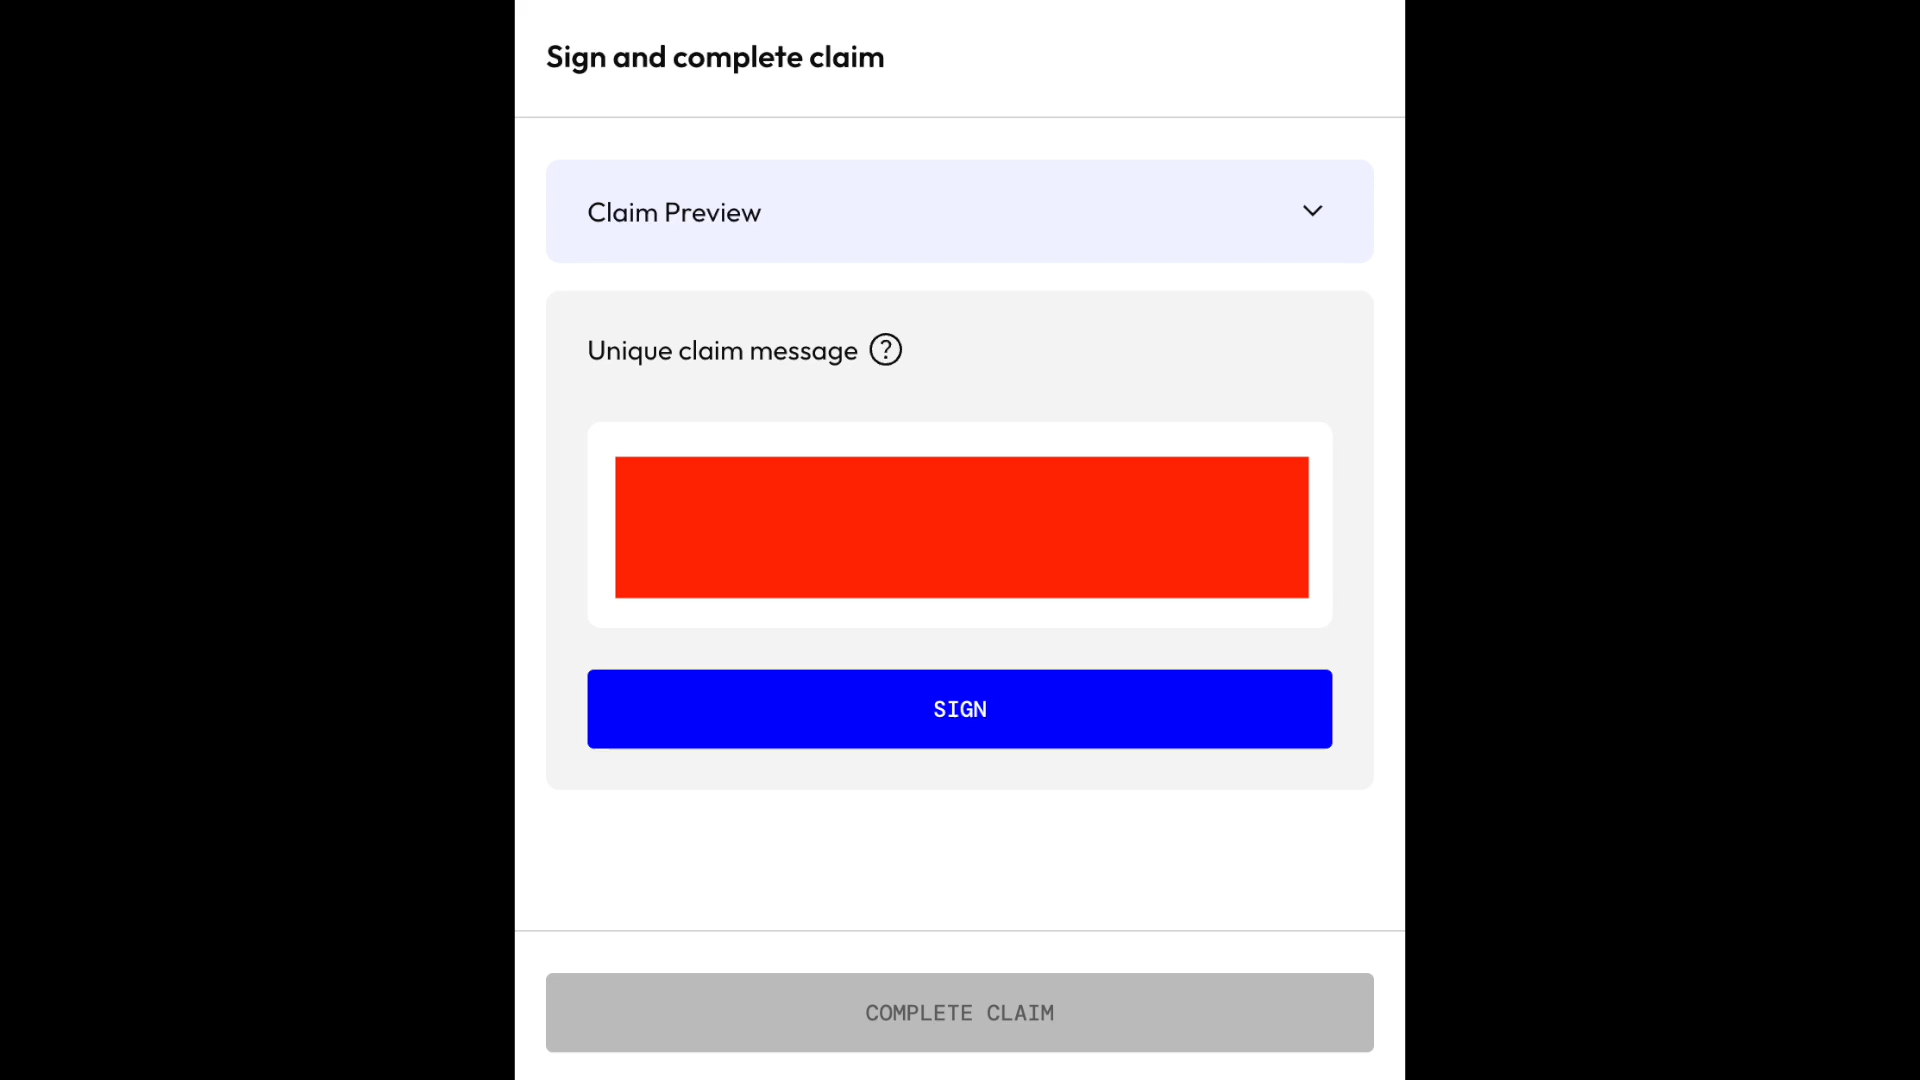 Sign and complete claim
Claim Preview
Unique claim message ?
SIGN
COMPLETE CLAIM